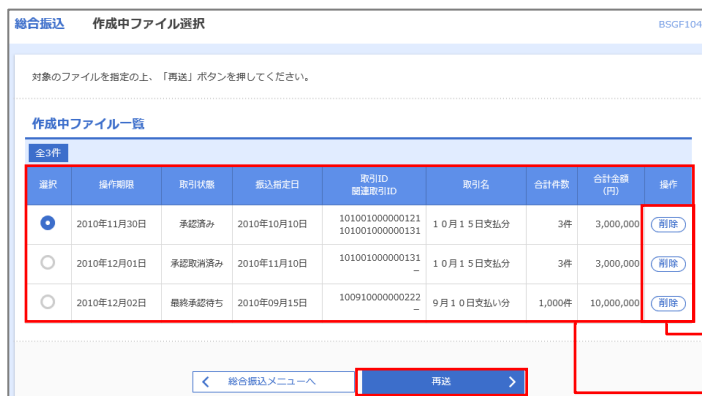 総合振込 作成中ファイル選択 BSGF104
対象のファイルを指定の上、「再送」ボタンを押してください。
作成中ファイル一覧
全3件
選択 操作期限 取引状態 振込指定日 取引ID 関連取引ID 取引名 合計件数 合計金額(円) 操作
2010年11月30日 承認済み 2010年10月10日 101001000000121 101001000000131 10月15日支払分 3件 3,000,000 削除
2010年12月01日 承認取消済み 2010年11月10日 101001000000131 – 10月15日支払分 3件 3,000,000 削除
2010年12月02日 最終承認待ち 2010年09月15日 100910000000222 – 9月10日支払い分 1,000件 10,000,000 削除
総合振込メニューへ 再送